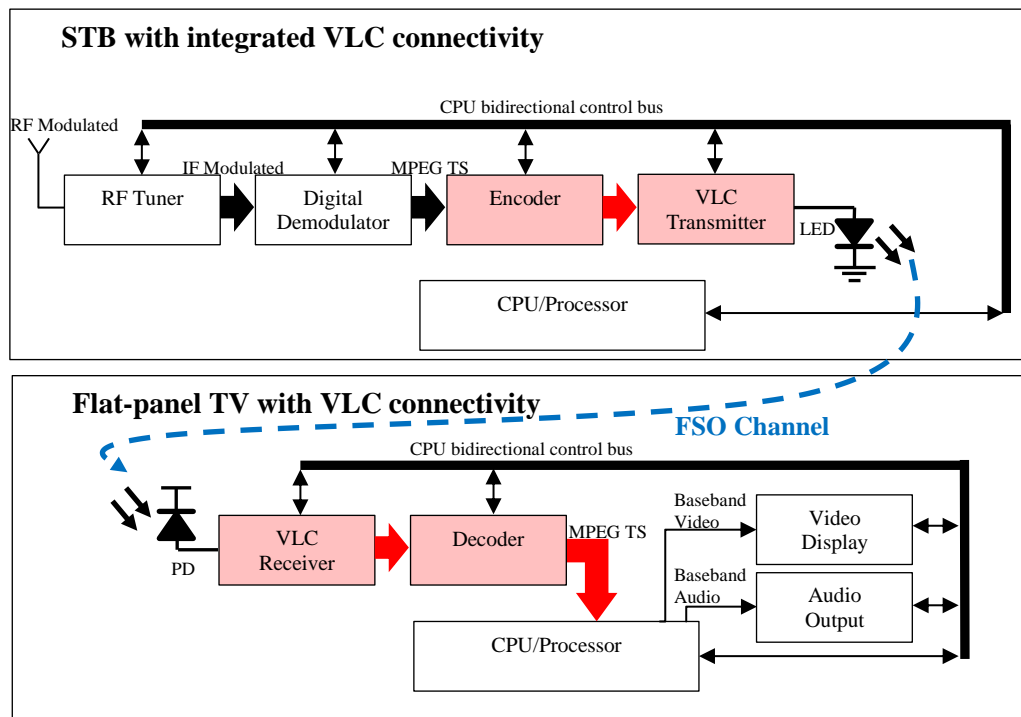 STB with integrated VLC connectivity
CPU bidirectional control bus
RF Modulated
IF Modulated
MPEG TS
RF Tuner
Digital
Demodulator
Encoder
VLC
Transmitter
LED
CPU/Processor
Flat-panel TV with VLC connectivity
FSO Channel
CPU bidirectional control bus
PD
VLC
Receiver
Decoder
MPEG TS
Baseband
Video
Video
Display
Baseband
Audio
Audio
Output
CPU/Processor